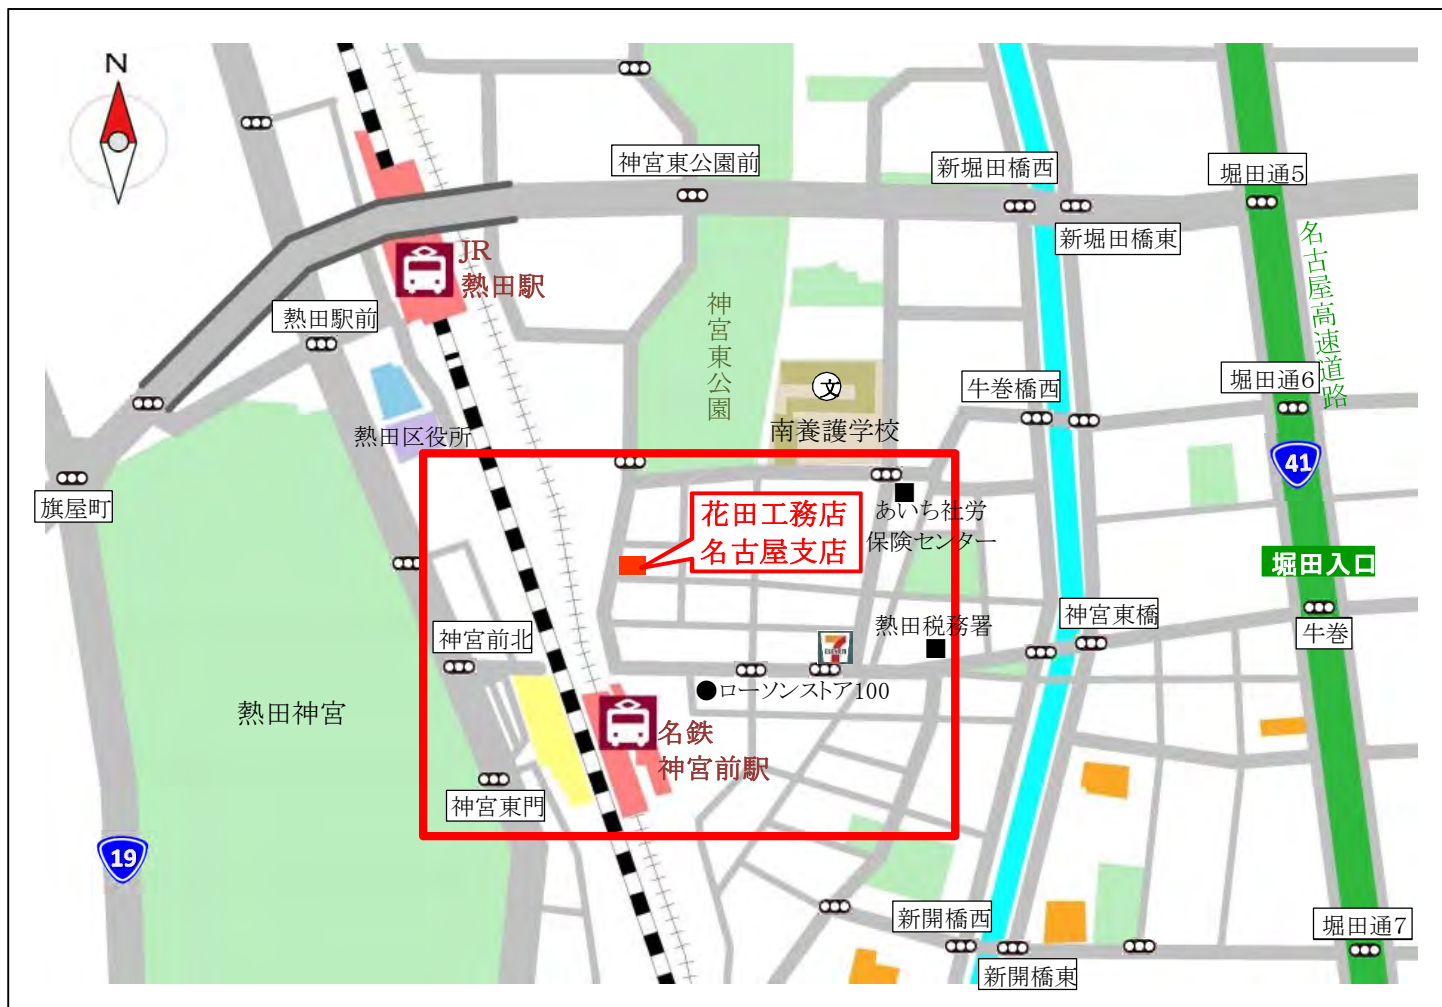 N
神宮東公園前
新堀田橋西
堀田通5
新堀田橋東
JR
熱田駅
名古屋高速道路
熱田駅前
神宮東公園
堀田通6
牛巻橋西
文
南養護学校
熱田区役所
41
旗屋町
花田工務店
名古屋支店
あいち社労
保険センター
堀田入口
神宮東橋
牛巻
熱田税務署
神宮前北
7
ELEVEN
ローソンストア100
熱田神宮
名鉄
神宮前駅
神宮東門
19
新開橋西
堀田通7
新開橋東